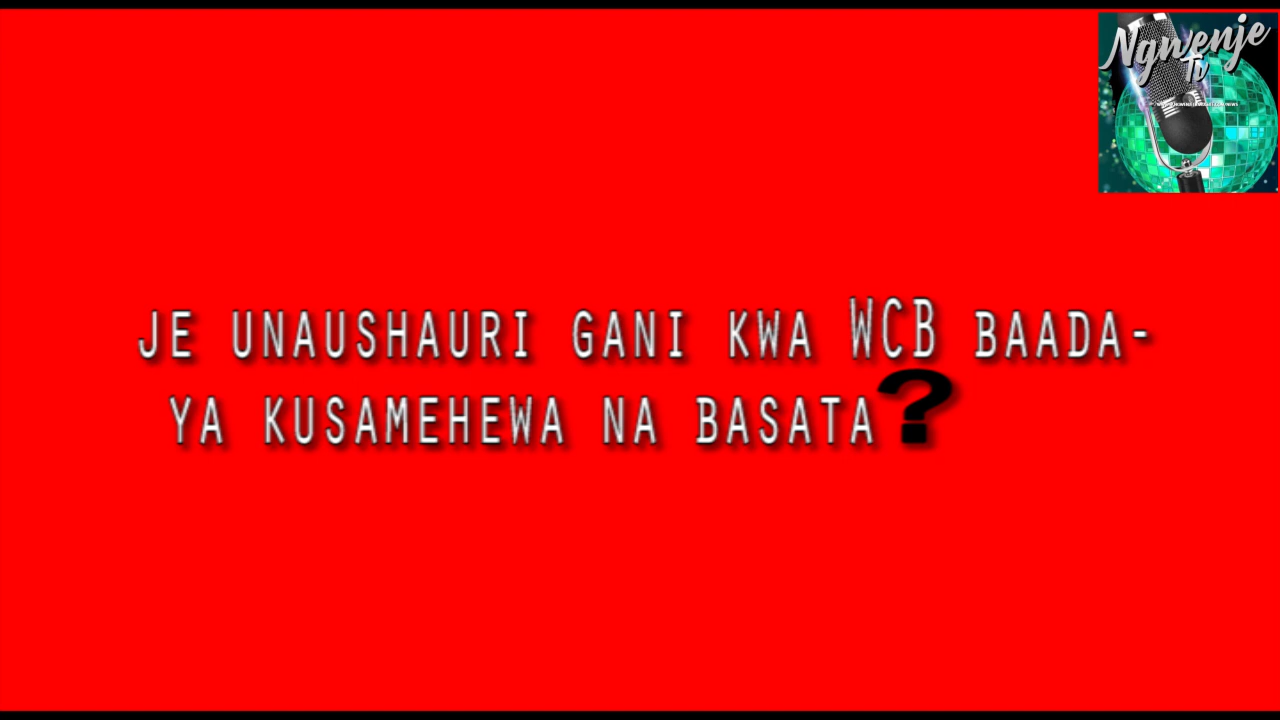 Ngwenje
Tv
JE UNAUSHAURI GANI KWA WCB BAADA-
YA KUSAMEHEWA NA BASATA?